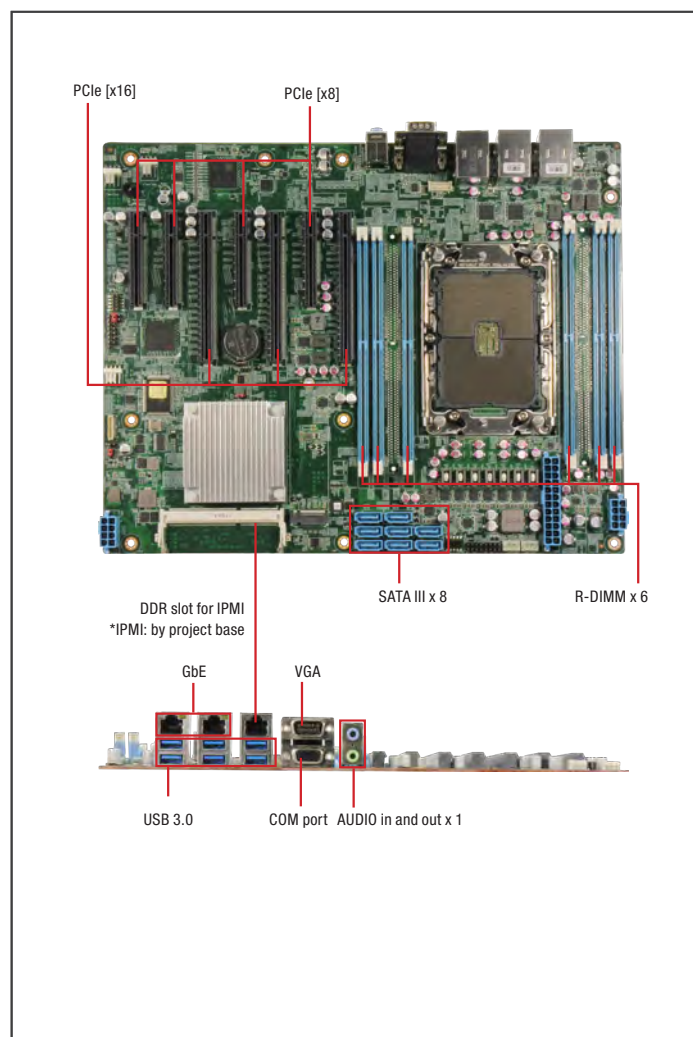 PCIe [x16]
PCIe [x8]
SATA III x 8
R-DIMM x 6
DDR slot for IPMI
*IPMI: by project base
GbE
VGA
USB 3.0
COM port
AUDIO in and out x 1